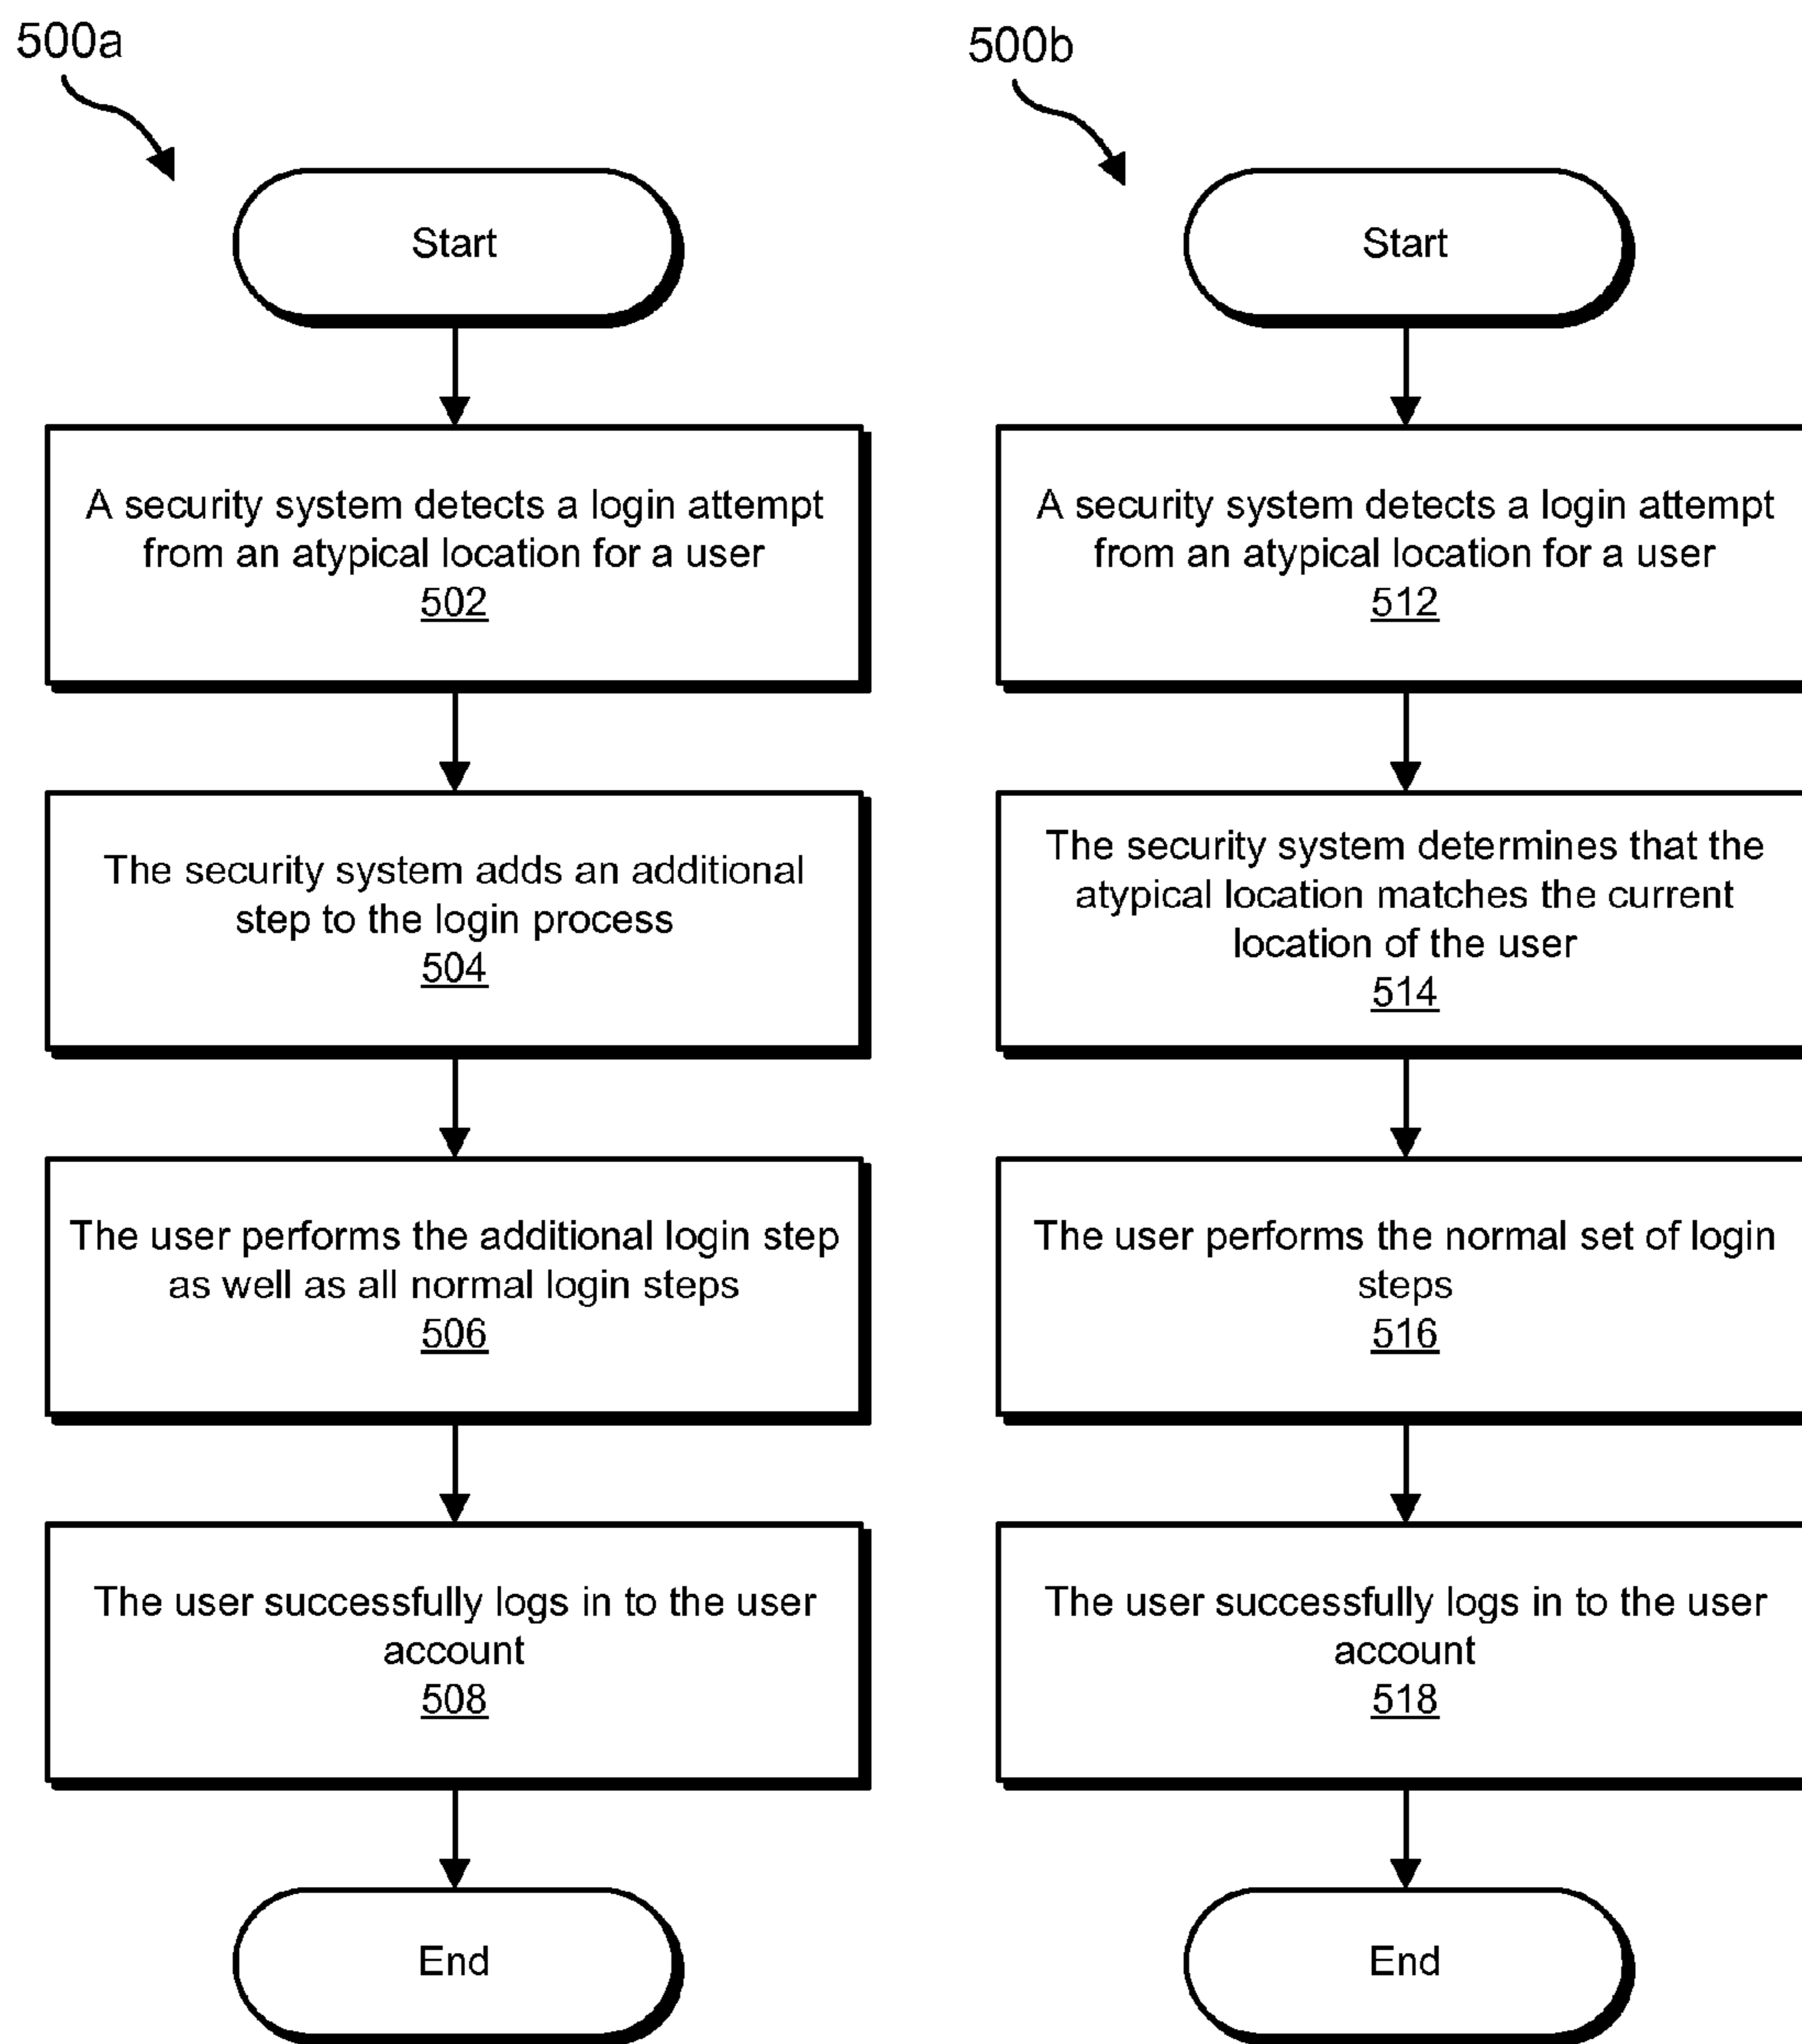 500a
Start
A security system detects a login attempt
from an atypical location for a user
502
The security system adds an additional
step to the login process
504
The user performs the additional login step
as well as all normal login steps
506
The user successfully logs in to the user
account
508
End
500b
Start
A security system detects a login attempt
from an atypical location for a user
512
The security system determines that the
atypical location matches the current
location of the user
514
The user performs the normal set of login
steps
516
The user successfully logs in to the user
account
518
End